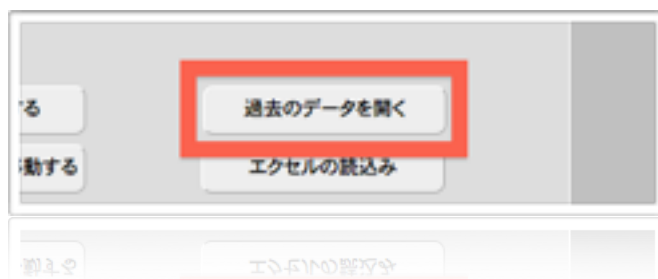 する
過去のデータを開く
動する
エクセルの読込み